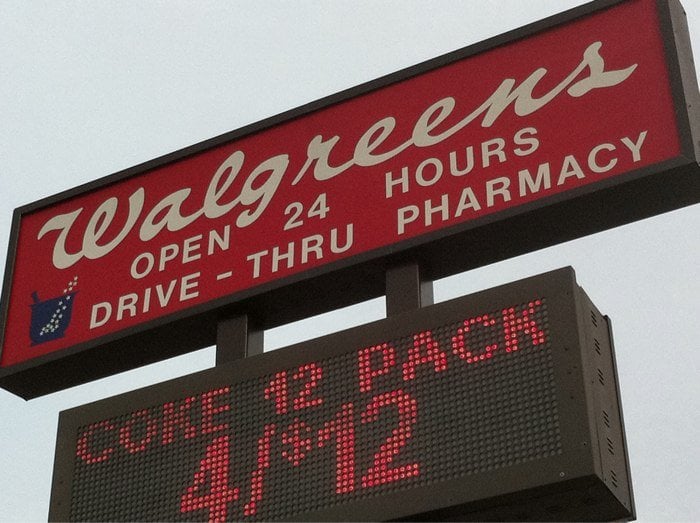 Walgreens
OPEN 24 HOURS
DRIVE - THRU PHARMACY
COKE 12 PACK
4/$12